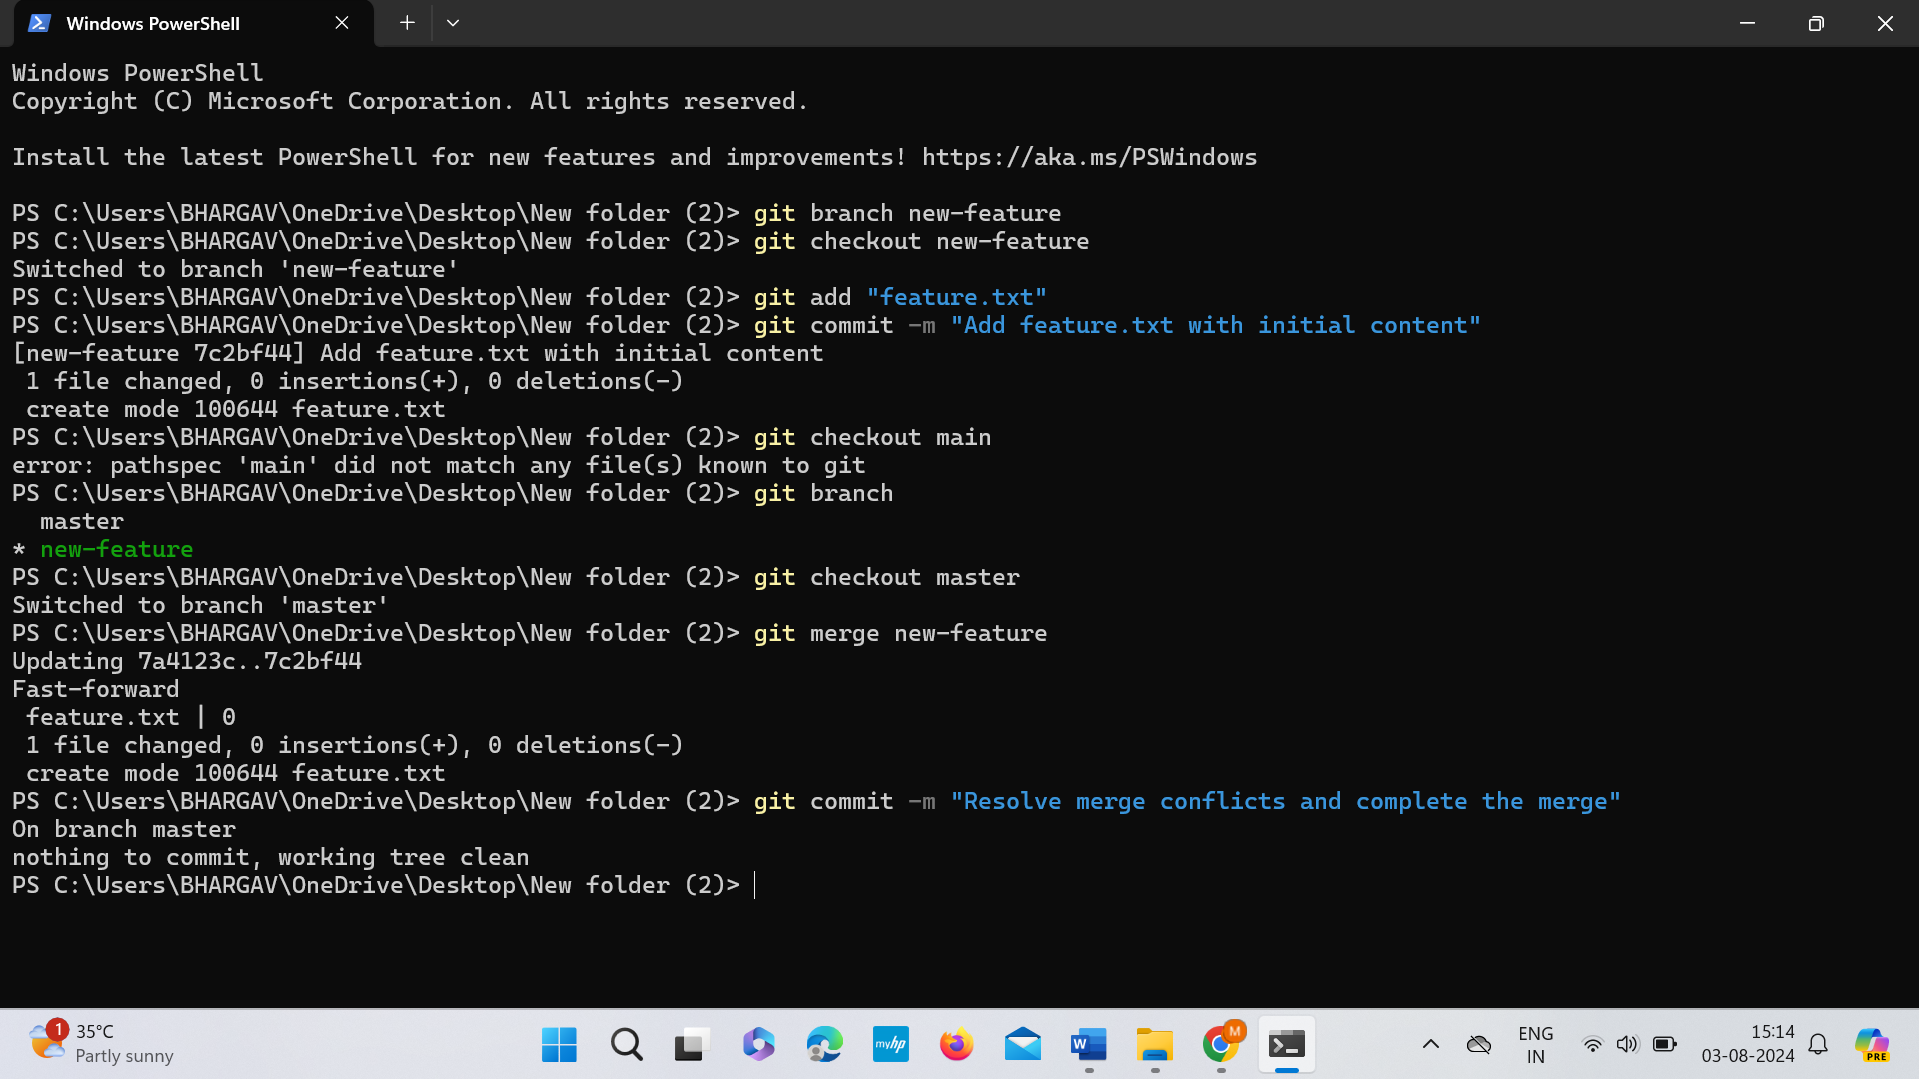 Windows PowerShell
Windows PowerShell
Copyright (C) Microsoft Corporation. All rights reserved.
Install the latest PowerShell for new features and improvements! https://aka.ms/PSWindows
PS C:\Users\BHARGAV\OneDrive\Desktop\New folder (2)> git branch new-feature
PS C:\Users\BHARGAV\OneDrive\Desktop\New folder (2)> git checkout new-feature
Switched to branch 'new-feature'
PS C:\Users\BHARGAV\OneDrive\Desktop\New folder (2)> git add "feature.txt"
PS C:\Users\BHARGAV\OneDrive\Desktop\New folder (2)> git commit -m "Add feature.txt with initial content"
[new-feature 7c2bf44] Add feature.txt with initial content
 1 file changed, 0 insertions(+), 0 deletions(-)
 create mode 100644 feature.txt
PS C:\Users\BHARGAV\OneDrive\Desktop\New folder (2)> git checkout main
error: pathspec 'main' did not match any file(s) known to git
PS C:\Users\BHARGAV\OneDrive\Desktop\New folder (2)> git branch
  master
* new-feature
PS C:\Users\BHARGAV\OneDrive\Desktop\New folder (2)> git checkout master
Switched to branch 'master'
PS C:\Users\BHARGAV\OneDrive\Desktop\New folder (2)> git merge new-feature
Updating 7a4123c..7c2bf44
Fast-forward
 feature.txt | 0
 1 file changed, 0 insertions(+), 0 deletions(-)
 create mode 100644 feature.txt
PS C:\Users\BHARGAV\OneDrive\Desktop\New folder (2)> git commit -m "Resolve merge conflicts and complete the merge"
On branch master
nothing to commit, working tree clean
PS C:\Users\BHARGAV\OneDrive\Desktop\New folder (2)>
1
35°C
Partly sunny
myhp
W
M
ENG
IN
15:14
03-08-2024
PRE